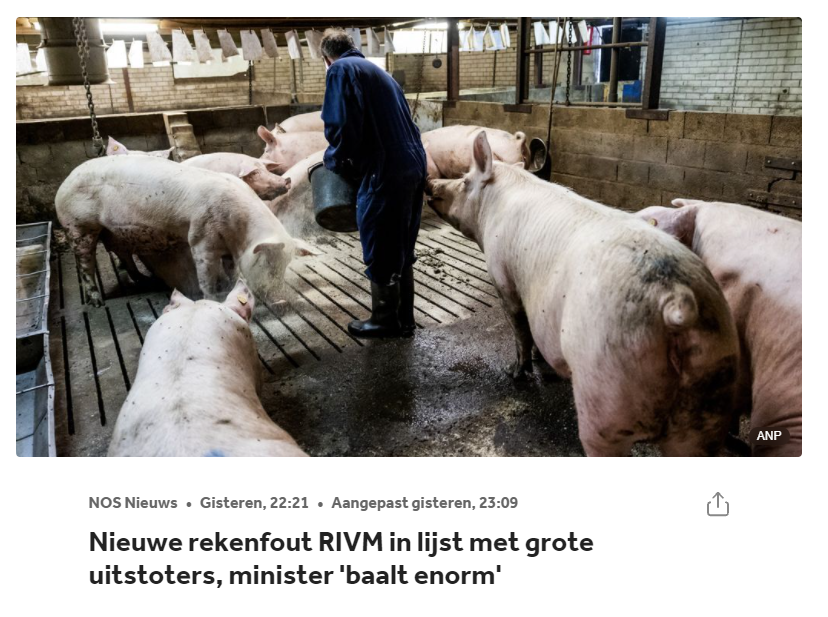 ANP
NOS Nieuws • Gisteren, 22:21 • Aangepast gisteren, 23:09
Nieuwe rekenfout RIVM in lijst met grote
uitstoters, minister 'baalt enorm'